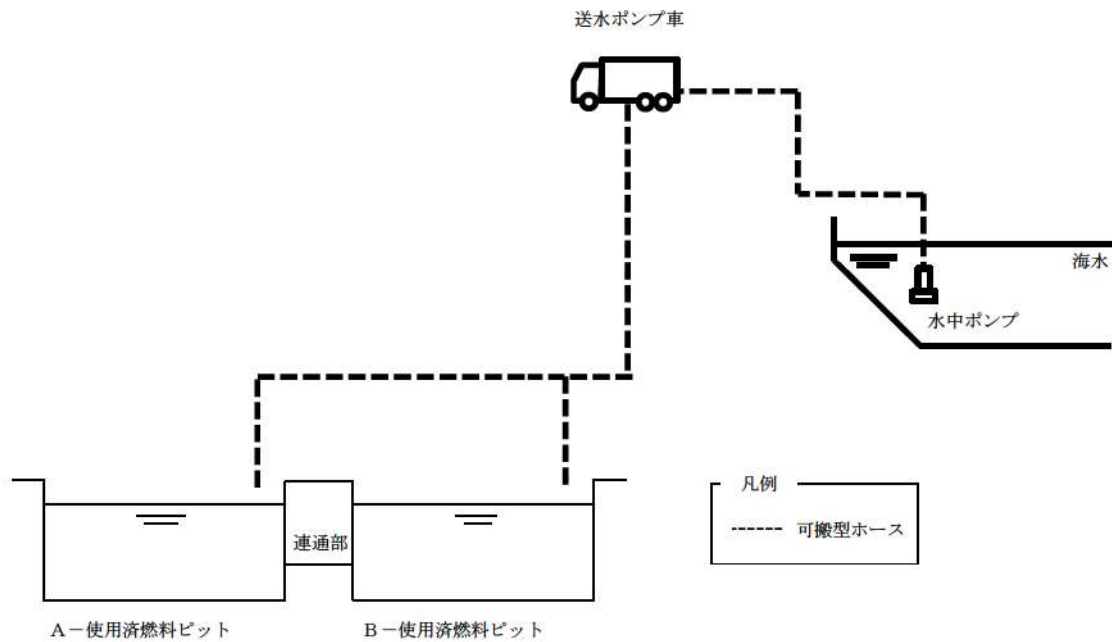 送水ポンプ車
海水
水中ポンプ
凡例
可搬型ホース
連通部
A-使用済燃料ピット
B-使用済燃料ピット